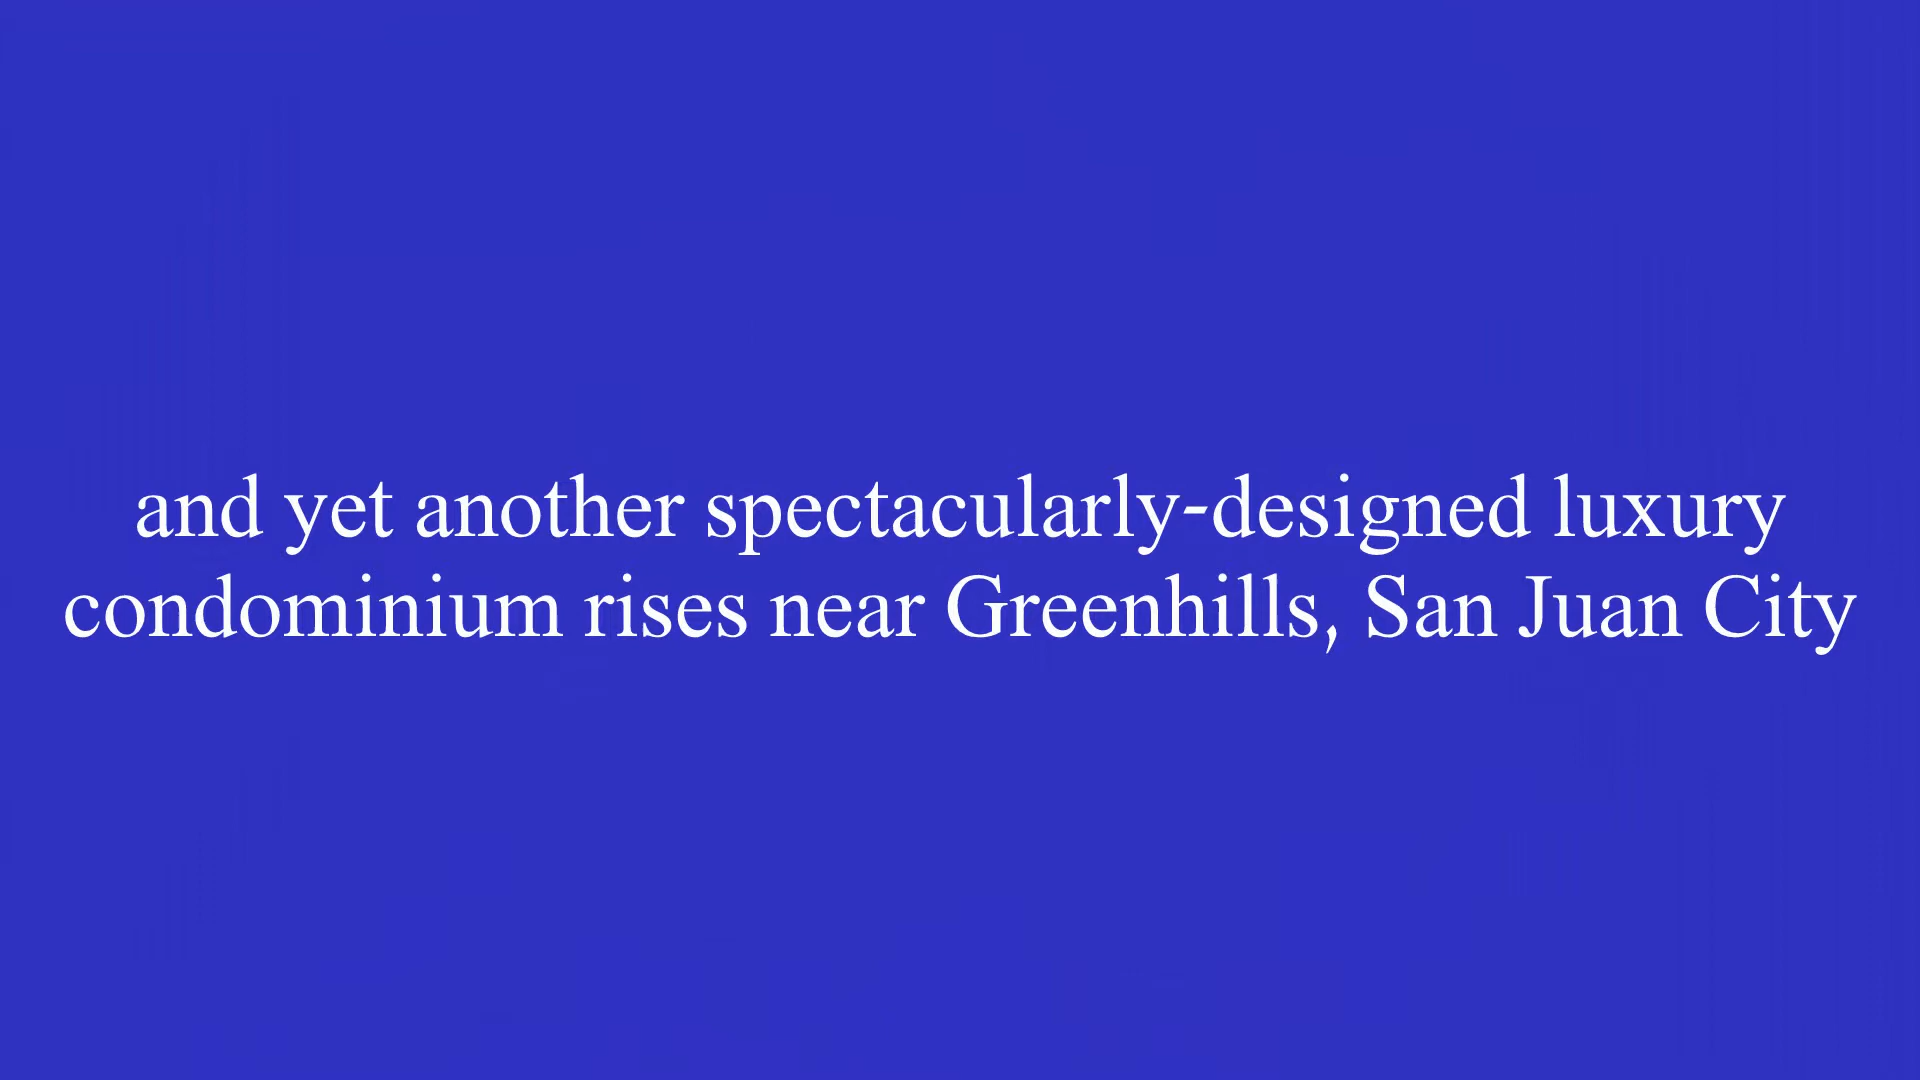 and yet another spectacularly-designed luxury
condominium rises near Greenhills, San Juan City